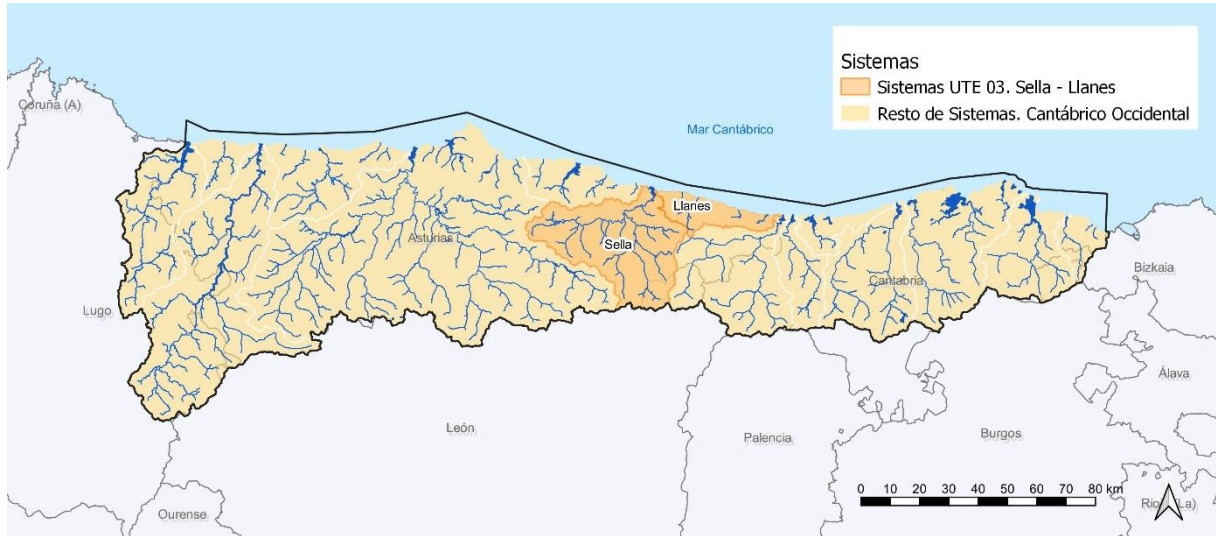 Sistemas
Sistemas UTE 03. Sella - Llanes
Resto de Sistemas. Cantábrico Occidental
Coruña (A)
Mar Cantábrico
Llanes
Asturias
Sella
Cantabria
Bizkaia
Lugo
Álava
León
Palencia
Burgos
Ourense
0 10 20 30 40 50 60 70 80 km
(La)